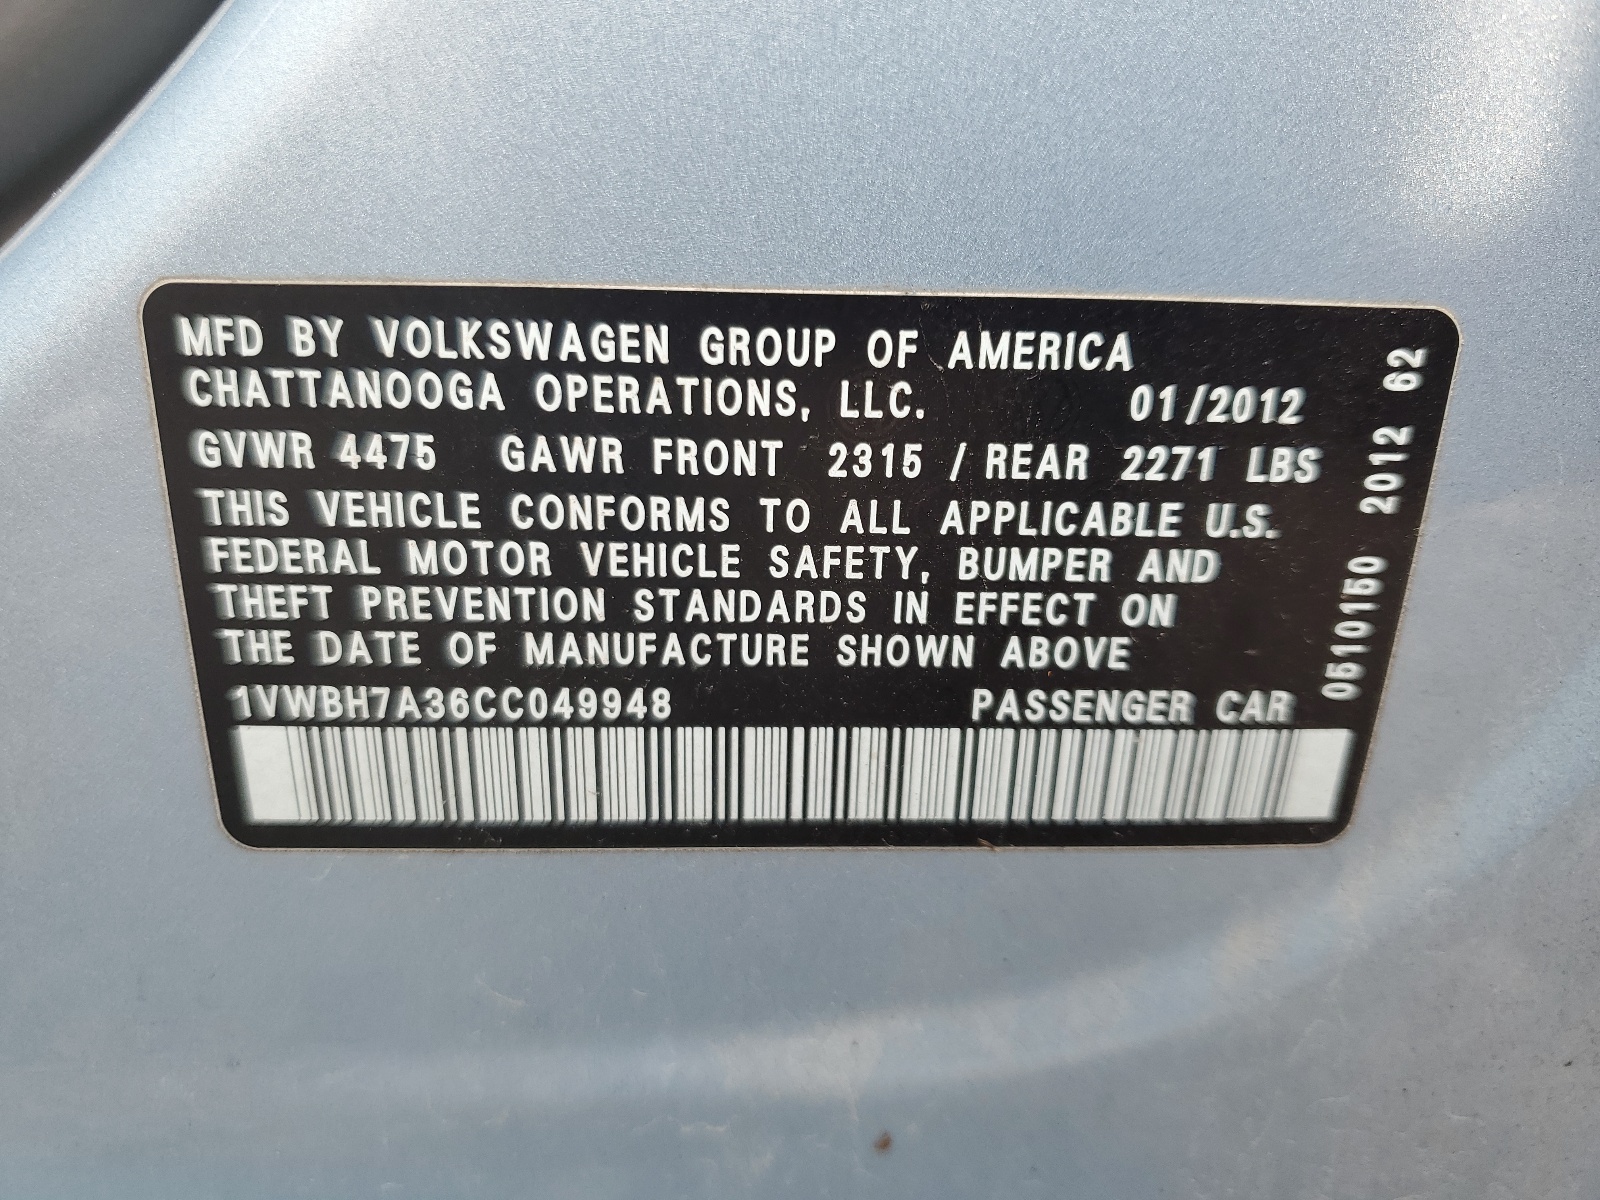 MFD BY VOLKSWAGEN GROUP OF AMERICA
CHATTANOOGA OPERATIONS, LLC. 01/2012
GVWR 4475 GAWR FRONT 2315 / REAR 2271 LBS
THIS VEHICLE CONFORMS TO ALL APPLICABLE U.S.
FEDERAL MOTOR VEHICLE SAFETY, BUMPER AND
THEFT PREVENTION STANDARDS IN EFFECT ON
THE DATE OF MANUFACTURE SHOWN ABOVE
1VWBH7A36CC049948 PASSENGER CAR
0510150 2012 62